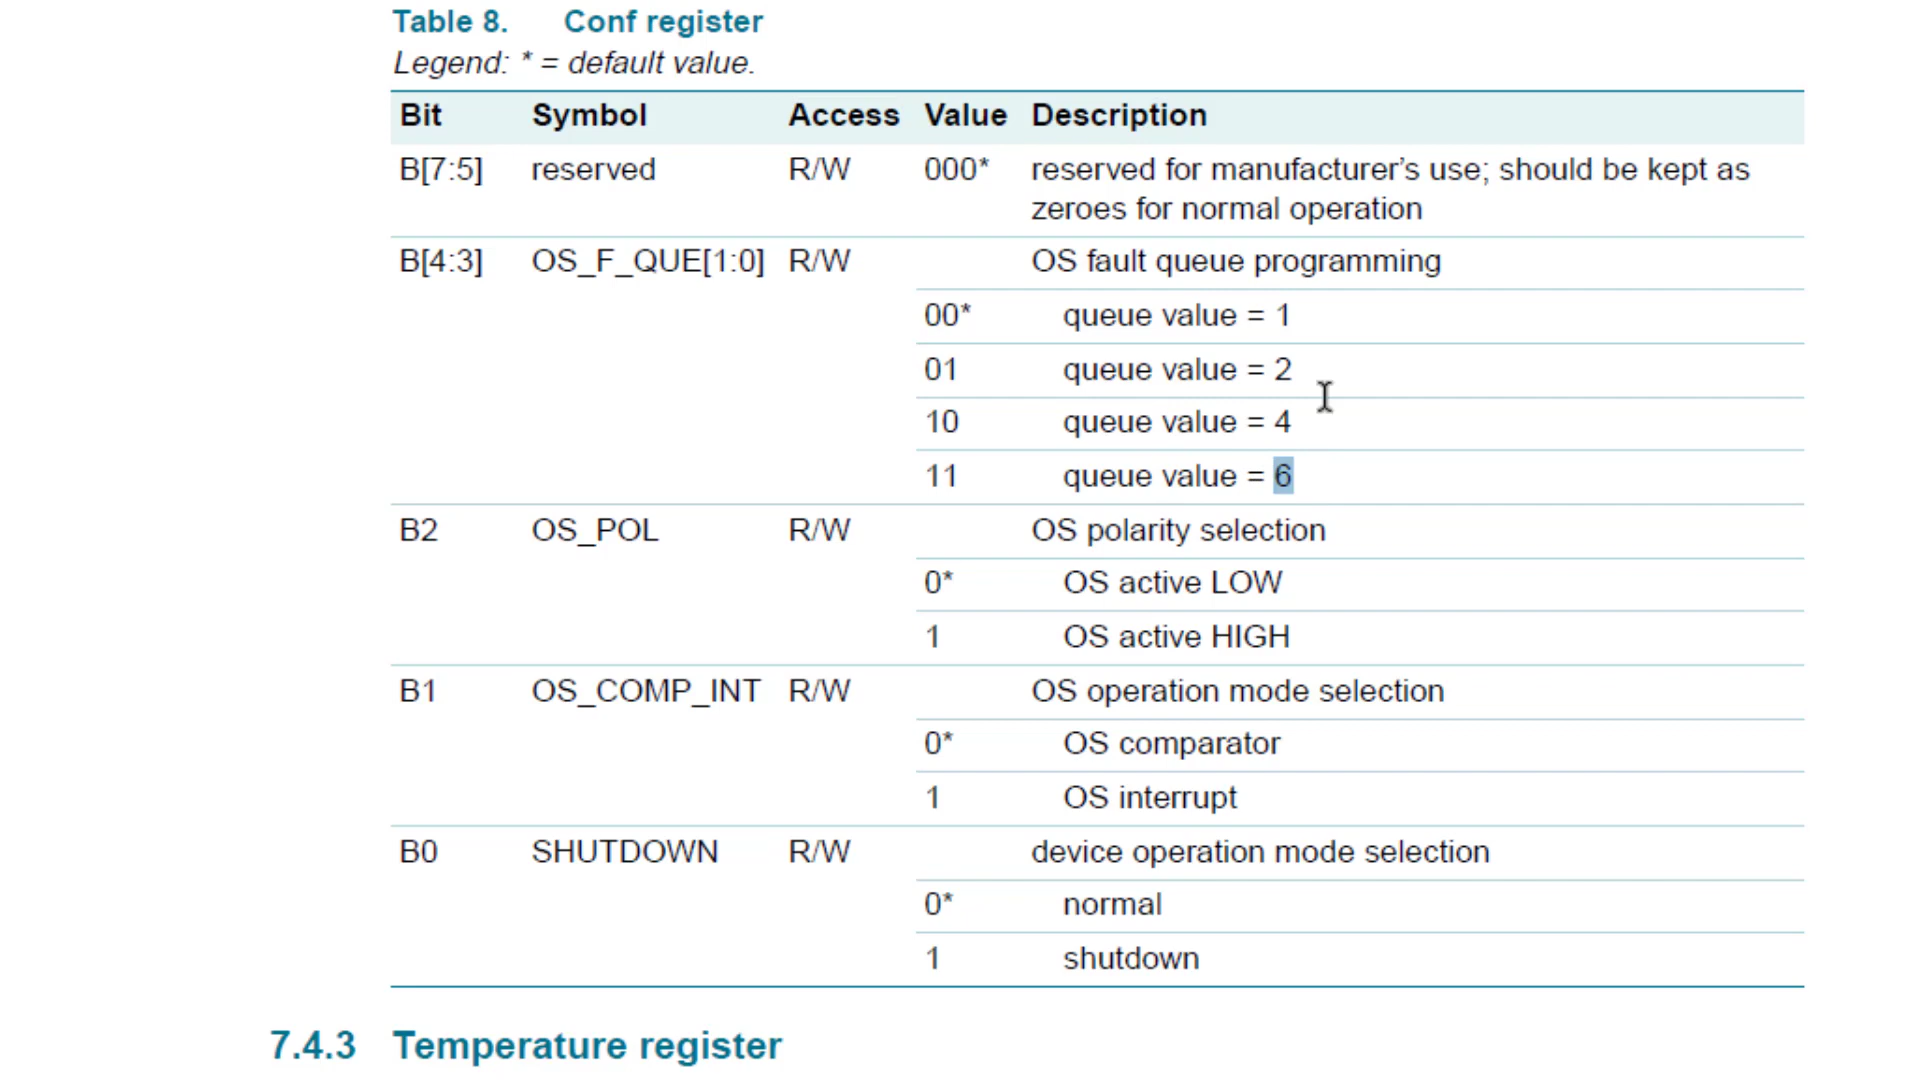 Table 8. Conf register
Legend: * = default value.
Bit Symbol Access Value Description
B[7:5] reserved R/W 000* reserved for manufacturer’s use; should be kept as
zeroes for normal operation
B[4:3] OS_F_QUE[1:0] R/W OS fault queue programming
00* queue value = 1
01 queue value = 2
10 queue value = 4
11 queue value = 6
B2 OS_POL R/W OS polarity selection
0* OS active LOW
1 OS active HIGH
B1 OS_COMP_INT R/W OS operation mode selection
0* OS comparator
1 OS interrupt
B0 SHUTDOWN R/W device operation mode selection
0* normal
1 shutdown
7.4.3 Temperature register